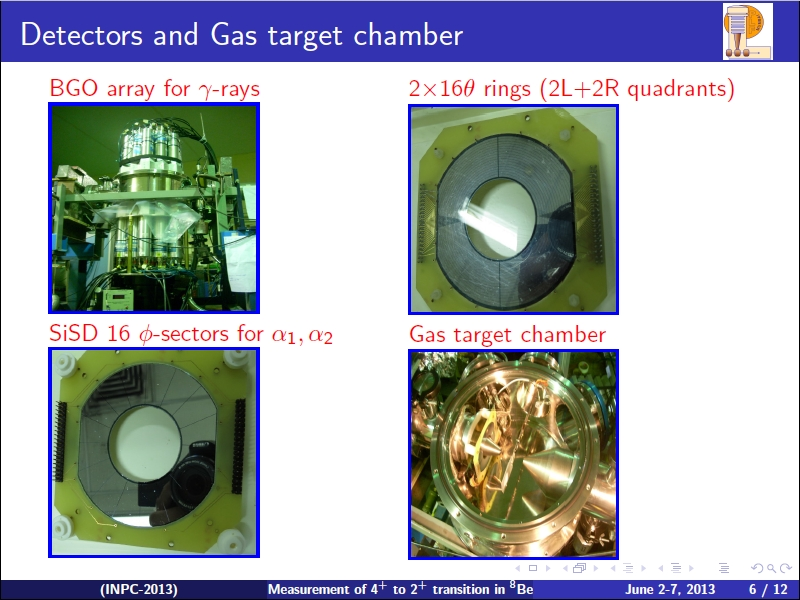 Detectors and Gas target chamber
BGO array for γ-rays
2×16θ rings (2L+2R quadrants)
SiSD 16 ϕ-sectors for α₁, α₂
Gas target chamber
(INPC-2013) Measurement of 4⁺ to 2⁺ transition in ⁸Be June 2-7, 2013 6 / 12